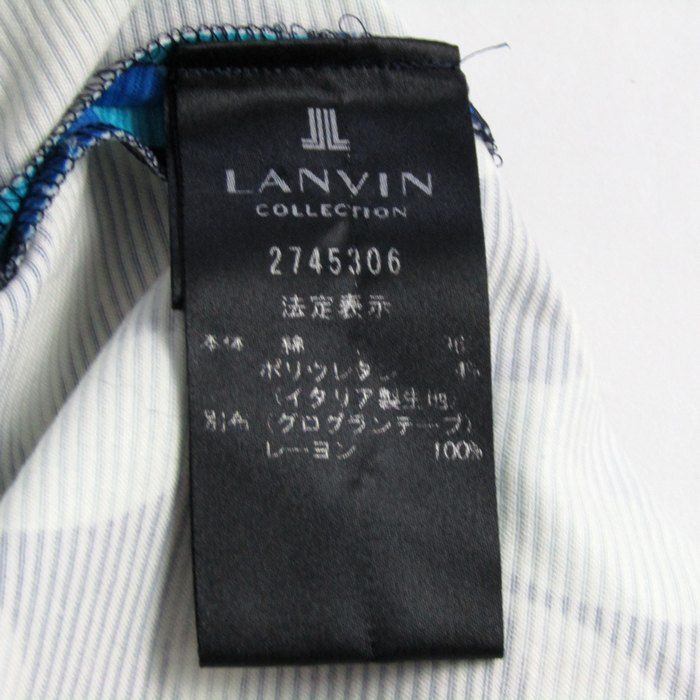 LANVIN
COLLECTION
2745306
法定表示
本体 綿
ポリウレタン 4%
(イタリア製生地)
別布 (グログランテープ)
レーヨン 100%